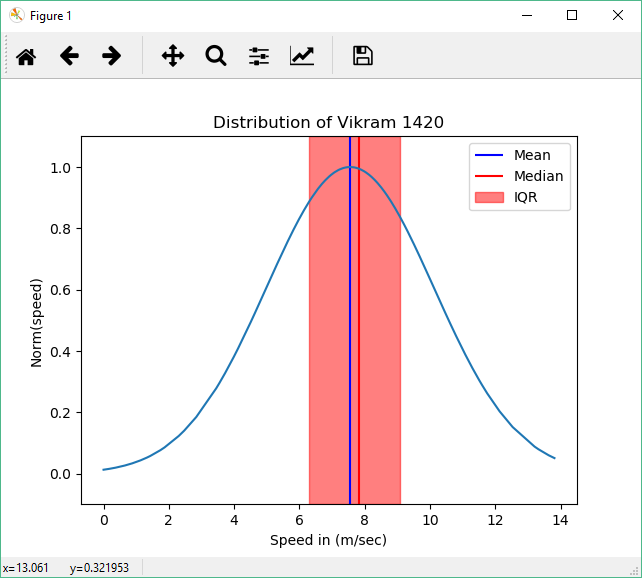 Figure 1
Distribution of Vikram 1420
Mean
Median
IQR
1.0
0.8
0.6
0.4
0.2
0.0
Norm(speed)
0 2 4 6 8 10 12 14
Speed in (m/sec)
x=13.061 y=0.321953